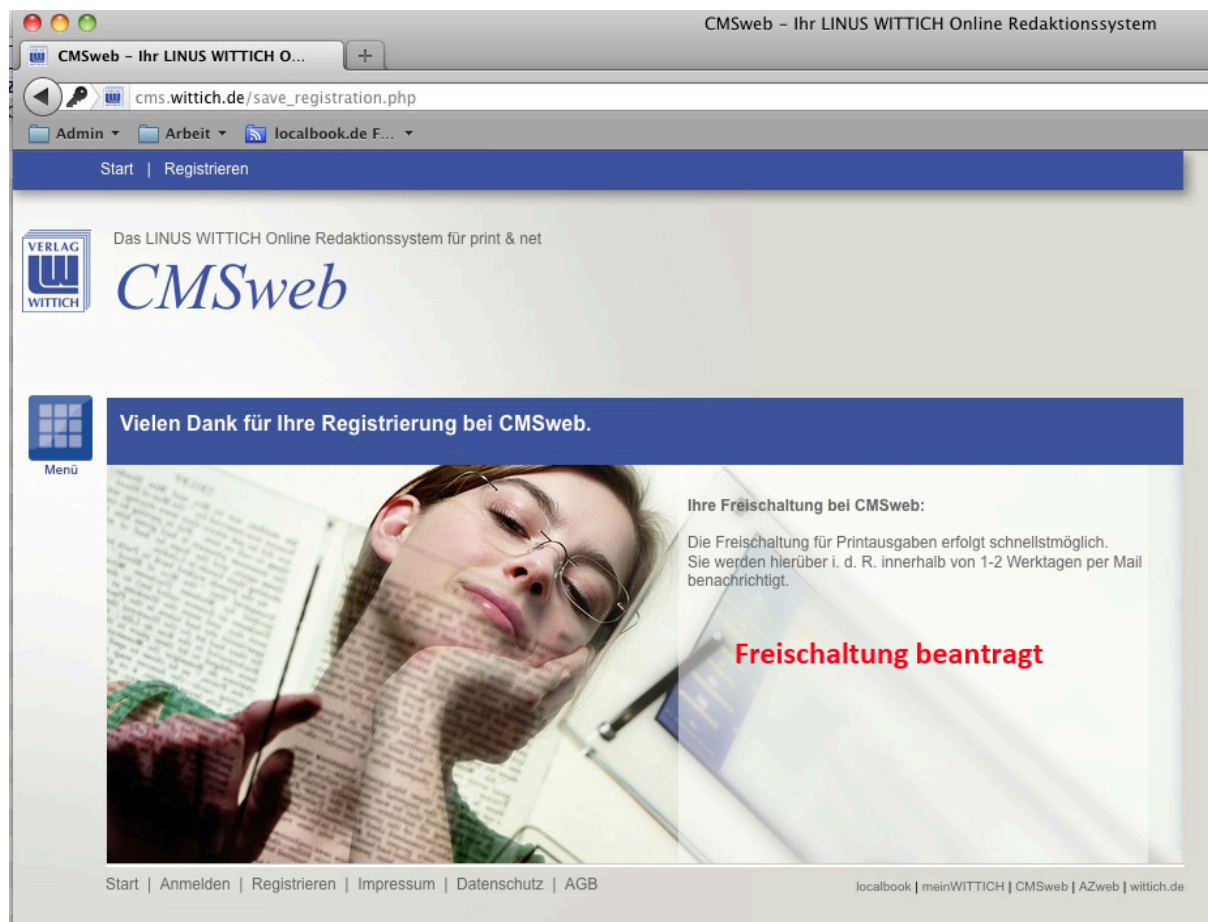 CMSweb – Ihr LINUS WITTICH Online Redaktionssystem
CMSweb – Ihr LINUS WITTICH O...
cms.wittich.de/save_registration.php
Admin
Arbeit
localbook.de F...
Start | Registrieren
VERLAG
WITTICH
Das LINUS WITTICH Online Redaktionssystem für print & net
CMSweb
Menü
Vielen Dank für Ihre Registrierung bei CMSweb.
Ihre Freischaltung bei CMSweb:
Die Freischaltung für Printausgaben erfolgt schnellstmöglich.
Sie werden hierüber i. d. R. innerhalb von 1-2 Werktagen per Mail
benachrichtigt.
Freischaltung beantragt
Start | Anmelden | Registrieren | Impressum | Datenschutz | AGB
localbook | meinWITTICH | CMSweb | AZweb | wittich.de